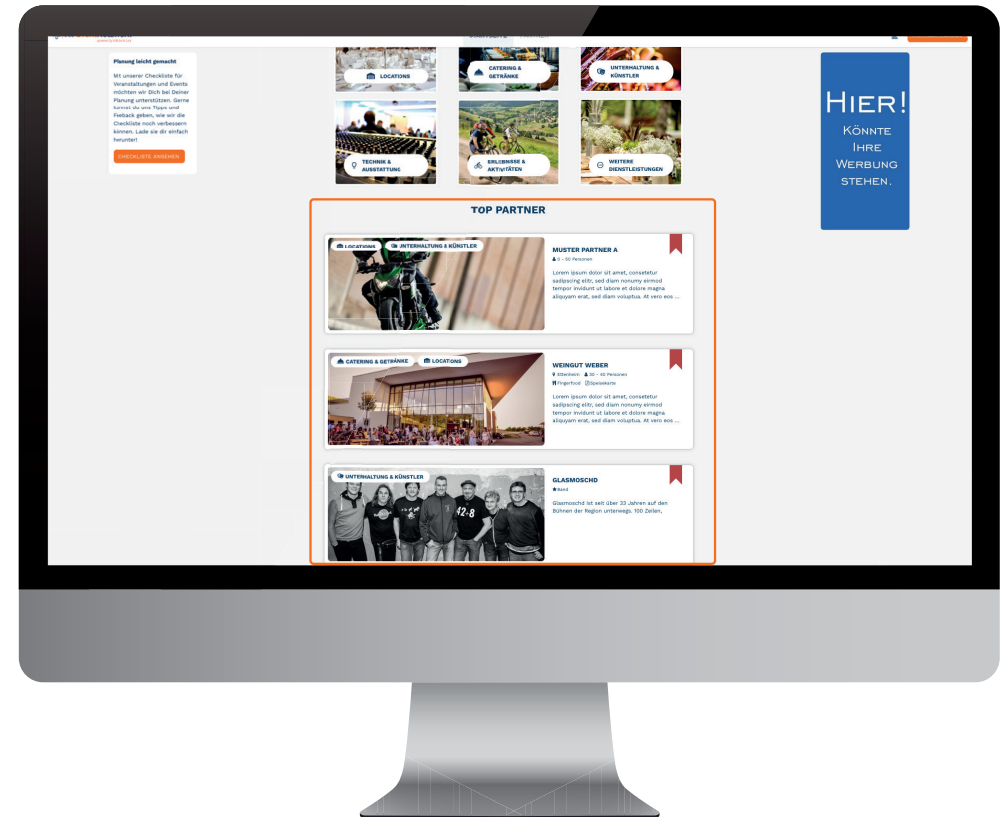 Planung leicht gemacht
Mit unserer Checkliste für
Veranstaltungen und Events
möchten wir Dich bei Deiner
Planung unterstützen. Gerne
kannst du uns Tipps und
Feeback geben, wie wir die
Checkliste noch verbessern
können. Lade sie dir einfach
herunter!
CHECKLISTE ANSEHEN
LOCATIONS
CATERING &
GETRÄNKE
UNTERHALTUNG &
KÜNSTLER
TECHNIK &
AUSSTATTUNG
ERLEBNISSE &
AKTIVITÄTEN
WEITERE
DIENSTLEISTUNGEN
HIER!
KÖNNTE
IHRE
WERBUNG
STEHEN.
TOP PARTNER
LOCATIONS UNTERHALTUNG & KÜNSTLER
MUSTER PARTNER A
0 - 50 Personen
Lorem ipsum dolor sit amet, consetetur
sadipscing elitr, sed diam nonumy eirmod
tempor invidunt ut labore et dolore magna
aliquyam erat, sed diam voluptua. At vero eos ...
CATERING & GETRÄNKE LOCATIONS
WEINGUT WEBER
Ettenheim 30 - 40 Personen
Fingerfood Speisekarte
Lorem ipsum dolor sit amet, consetetur
sadipscing elitr, sed diam nonumy eirmod
tempor invidunt ut labore et dolore magna
aliquyam erat, sed diam voluptua. At vero eos ...
UNTERHALTUNG & KÜNSTLER
42-8
GLASMOSCHD
Band
Glasmoschd ist seit über 33 Jahren auf den
Bühnen der Region unterwegs. 100 Zeilen,